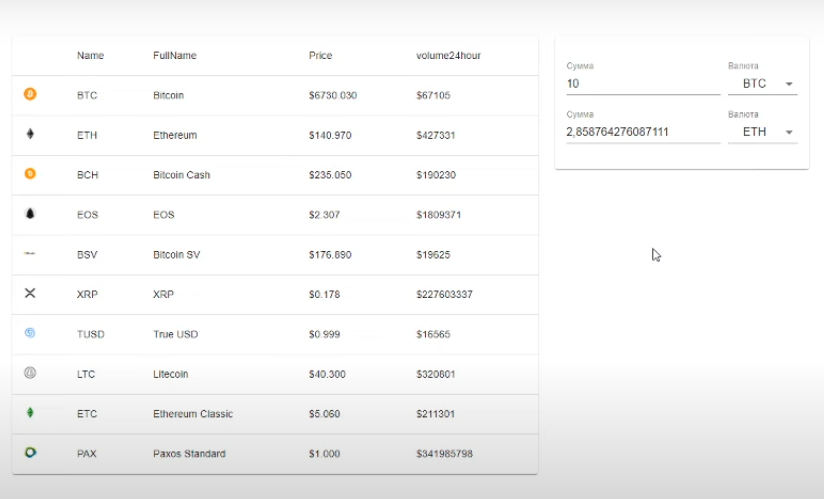 Name FullName Price volume24hour
BTC Bitcoin $6730.030 $67105
ETH Ethereum $140.970 $427331
BCH Bitcoin Cash $235.050 $190230
EOS EOS $2.307 $1809371
BSV Bitcoin SV $176.890 $19625
XRP XRP $0.178 $227603337
TUSD True USD $0.999 $16565
LTC Litecoin $40.300 $320801
ETC Ethereum Classic $5.060 $211301
PAX Paxos Standard $1.000 $341985798
Сумма Валюта
10 BTC
Сумма Валюта
2,858764276087111 ETH